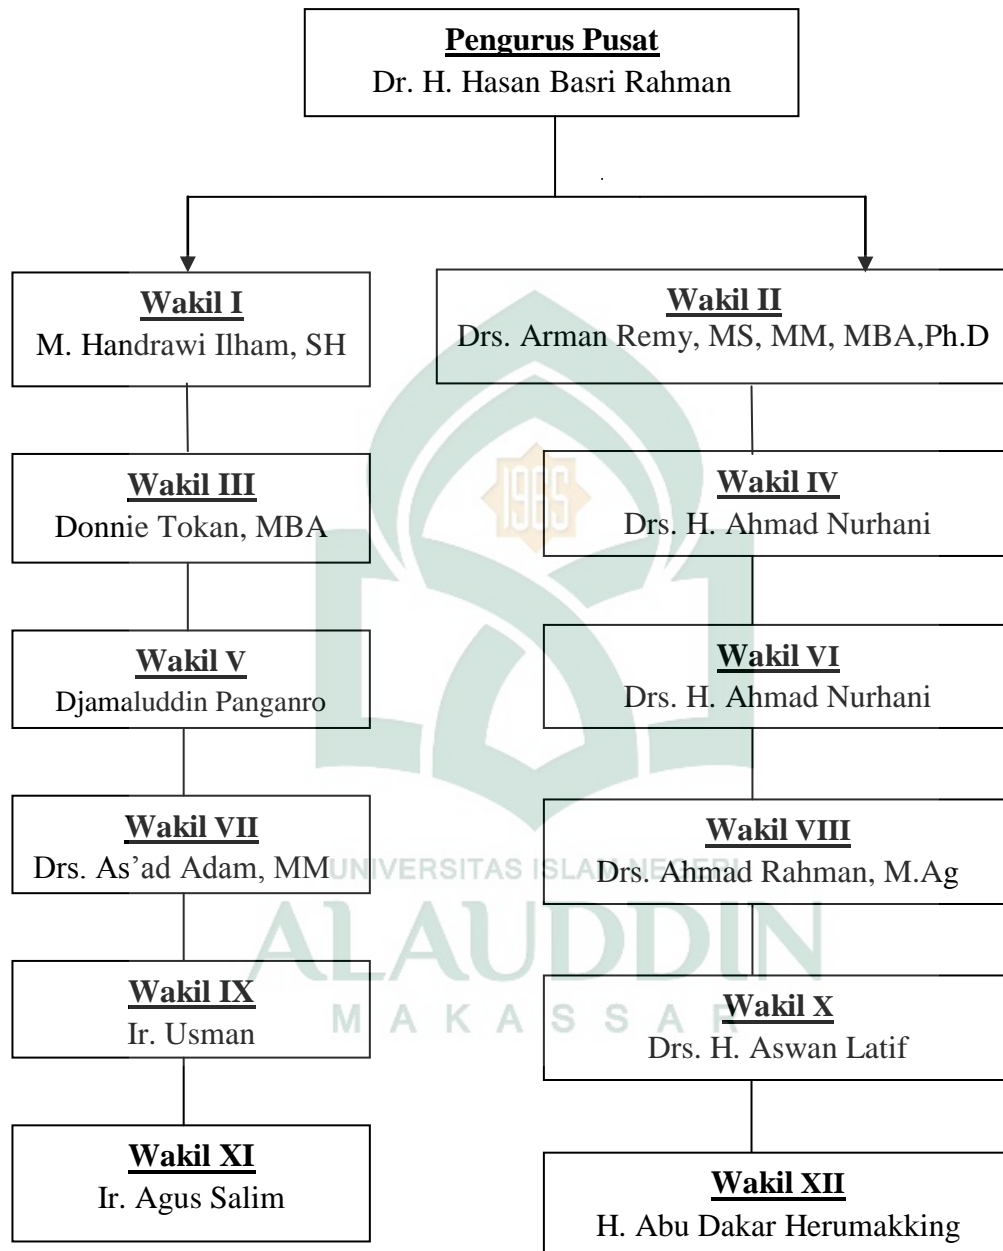 Pengurus Pusat
Dr. H. Hasan Basri Rahman
Wakil I
M. Handrawi Ilham, SH
Wakil II
Drs. Arman Remy, MS, MM, MBA,Ph.D
Wakil III
Donnie Tokan, MBA
Wakil IV
Drs. H. Ahmad Nurhani
1965
Wakil V
Djamaluddin Panganro
Wakil VI
Drs. H. Ahmad Nurhani
Wakil VII
Drs. As’ad Adam, MM
Wakil VIII
Drs. Ahmad Rahman, M.Ag
UNIVERSITAS ISLAM NEGERI
ALAUDDIN
MAKASSAR
Wakil IX
Ir. Usman
Wakil X
Drs. H. Aswan Latif
Wakil XI
Ir. Agus Salim
Wakil XII
H. Abu Dakar Herumakking